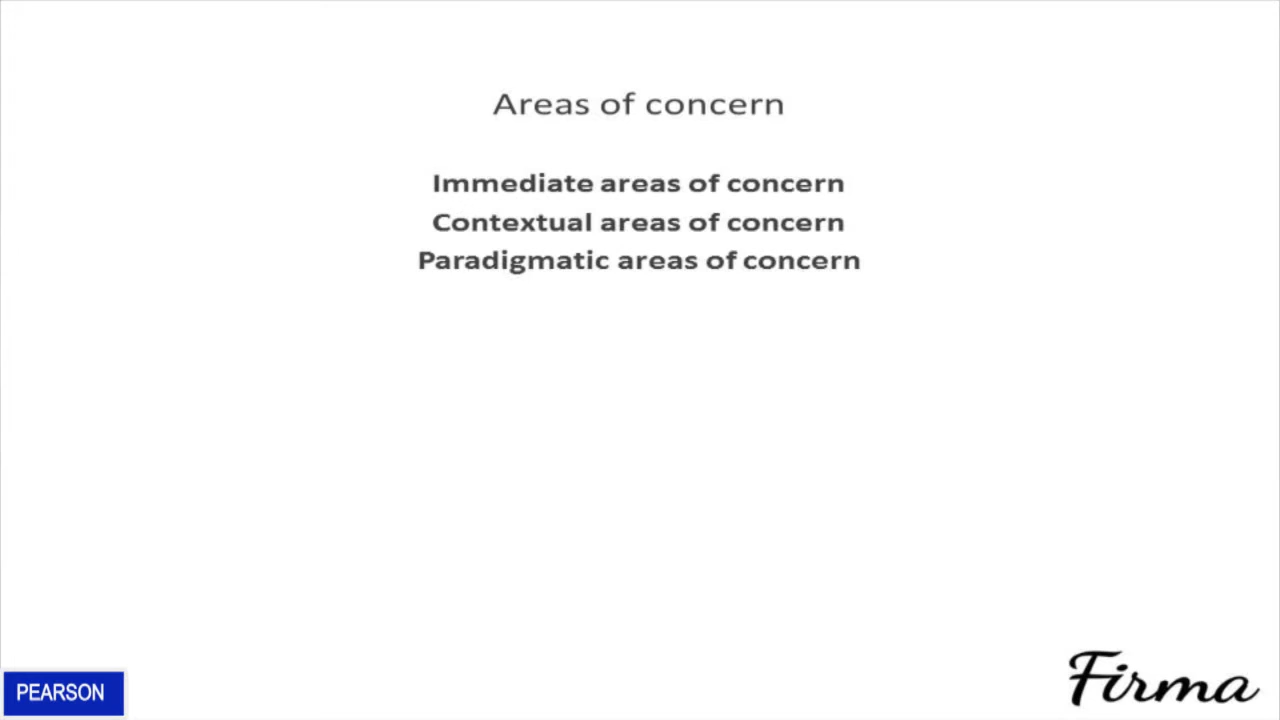 Areas of concern
Immediate areas of concern
Contextual areas of concern
Paradigmatic areas of concern
PEARSON
Firma